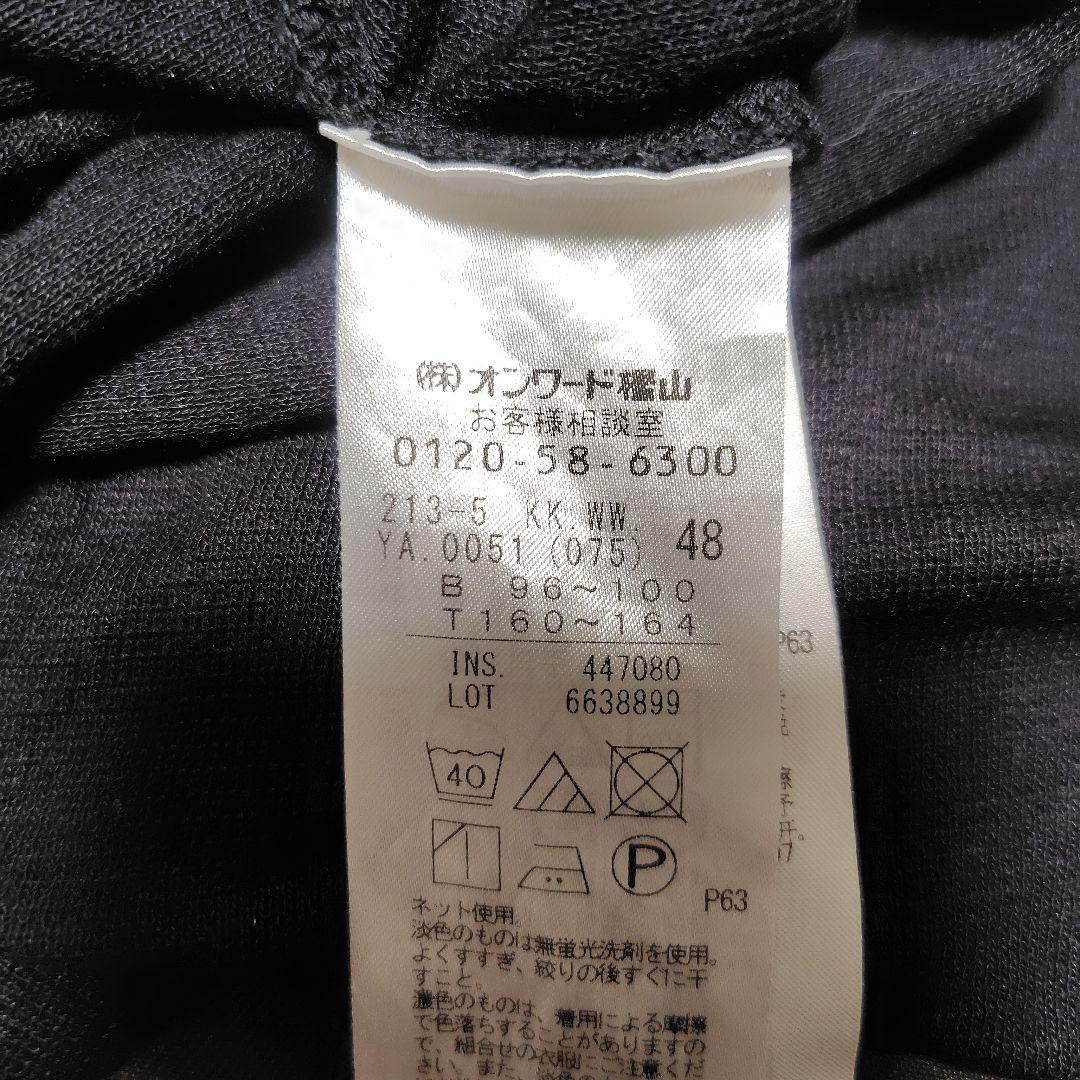 (株)オンワード樫山
お客様相談室
0120-58-6300
213-5 KK.WW.
YA.0051 (075) 48
B 96~100
T160~164
INS. 447080
LOT 6638899
40
P
P63
ネット使用。
淡色のものは無蛍光洗剤を使用。
よくすすぎ、絞りの後すぐに干
すこと。
濃色のものは、着用による摩擦
で色落ちすることがありますの
で、組合せの衣服にご注意くだ
さい。また、淡色の
P63